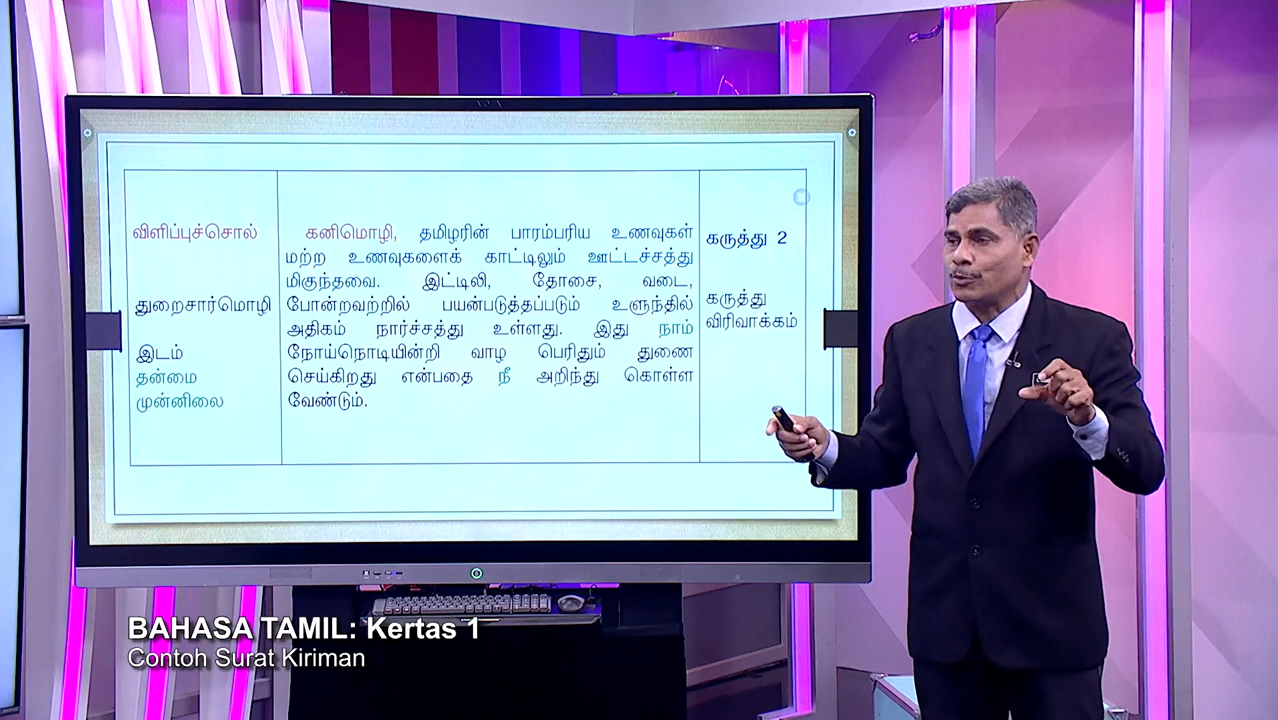 விளிப்புச்சொல்
துறைசார்மொழி
இடம்
தன்மை
முன்னிலை
கனிமொழி, தமிழரின் பாரம்பரிய உணவுகள்
மற்ற உணவுகளைக் காட்டிலும் ஊட்டச்சத்து
மிகுந்தவை. இட்டிலி, தோசை, வடை,
போன்றவற்றில் பயன்படுத்தப்படும் உளுந்தில்
அதிகம் நார்ச்சத்து உள்ளது. இது நாம்
நோய்நொடியின்றி வாழ பெரிதும் துணை
செய்கிறது என்பதை நீ அறிந்து கொள்ள
வேண்டும்.
கருத்து 2
கருத்து
விரிவாக்கம்
BAHASA TAMIL: Kertas 1
Contoh Surat Kiriman